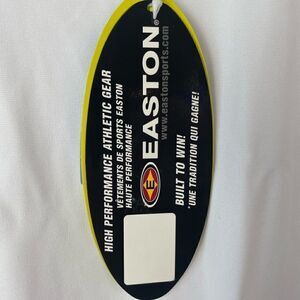 HIGH PERFORMANCE ATHLETIC GEAR
VÊTEMENTS DE SPORTS EASTON
HAUTE PERFORMANCE
E EASTON®
www.eastonsports.com
BUILT TO WIN!
"UNE TRADITION QUI GAGNE!